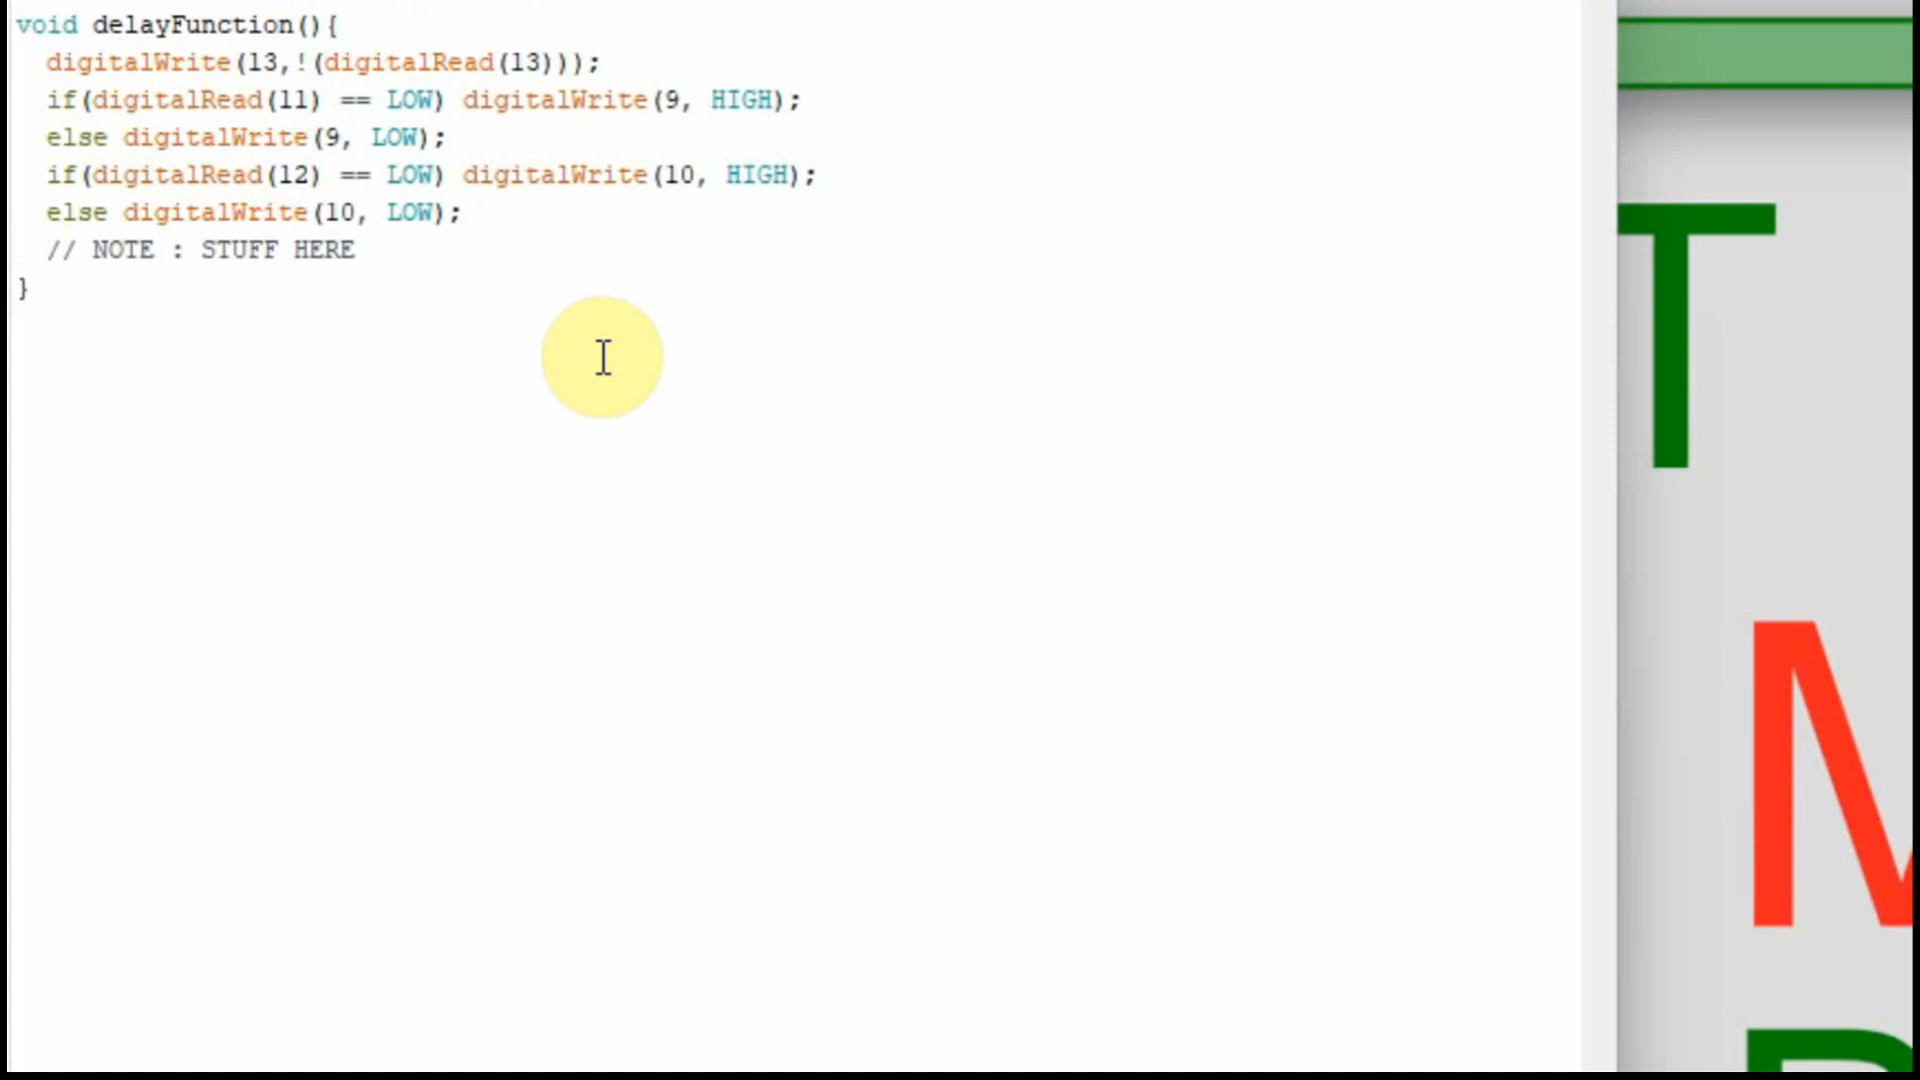 void delayFunction(){
digitalWrite(13,!(digitalRead(13)));
if(digitalRead(11) == LOW) digitalWrite(9, HIGH);
else digitalWrite(9, LOW);
if(digitalRead(12) == LOW) digitalWrite(10, HIGH);
else digitalWrite(10, LOW);
// NOTE : STUFF HERE
}
T
M